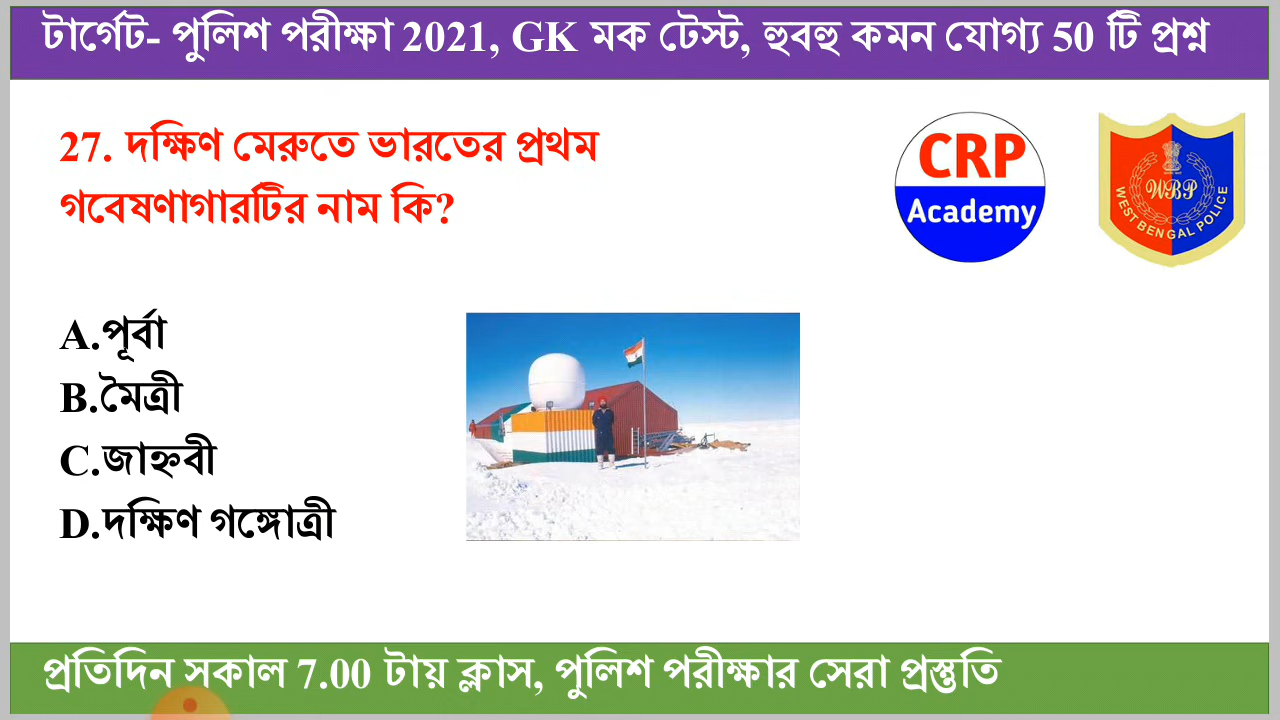 টার্গেট- পুলিশ পরীক্ষা 2021, GK মক টেস্ট, হুবহু কমন যোগ্য 50 টি প্রশ্ন
27. দক্ষিণ মেরুতে ভারতের প্রথম
গবেষণাগারটির নাম কি?
CRP
Academy
WBP
WEST BENGAL POLICE
A.পূর্বা
B.মৈত্রী
C.জাহ্নবী
D.দক্ষিণ গঙ্গোত্রী
প্রতিদিন সকাল 7.00 টায় ক্লাস, পুলিশ পরীক্ষার সেরা প্রস্তুতি